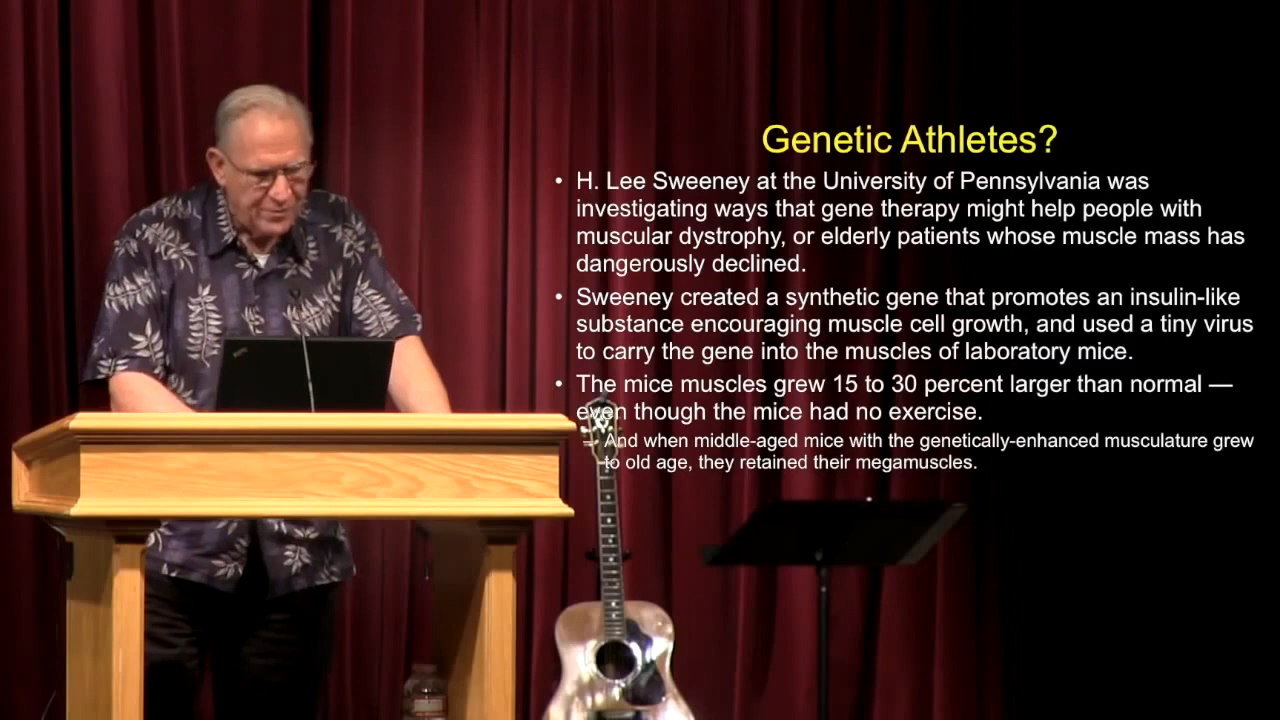 Genetic Athletes?
• H. Lee Sweeney at the University of Pennsylvania was
investigating ways that gene therapy might help people with
muscular dystrophy, or elderly patients whose muscle mass has
dangerously declined.
• Sweeney created a synthetic gene that promotes an insulin-like
substance encouraging muscle cell growth, and used a tiny virus
to carry the gene into the muscles of laboratory mice.
• The mice muscles grew 15 to 30 percent larger than normal —
even though the mice had no exercise.
– And when middle-aged mice with the genetically-enhanced musculature grew
to old age, they retained their megamuscles.